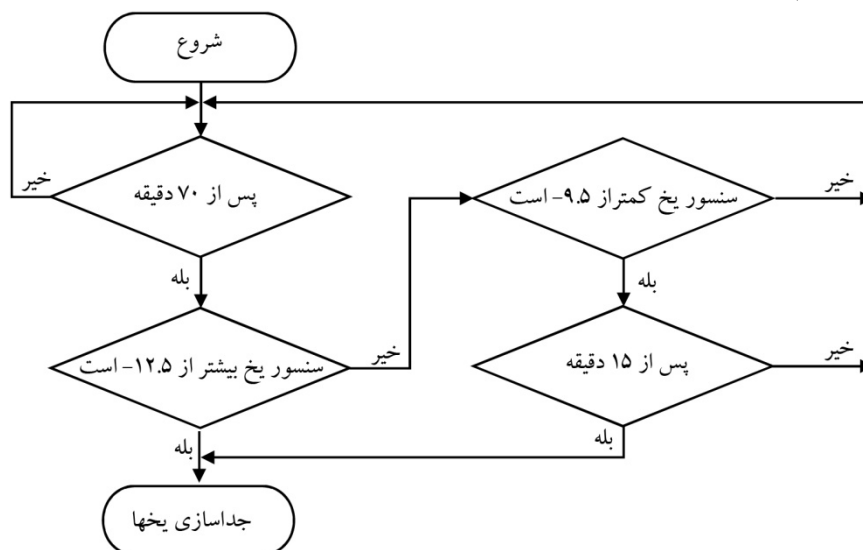 شروع
خیر
پس از ۷۰ دقیقه
بله
سنسور یخ بیشتر از ۱۲.۵- است
خیر
بله
جداسازی یخها
سنسور یخ کمتراز ۹.۵- است
خیر
بله
پس از ۱۵ دقیقه
خیر
بله